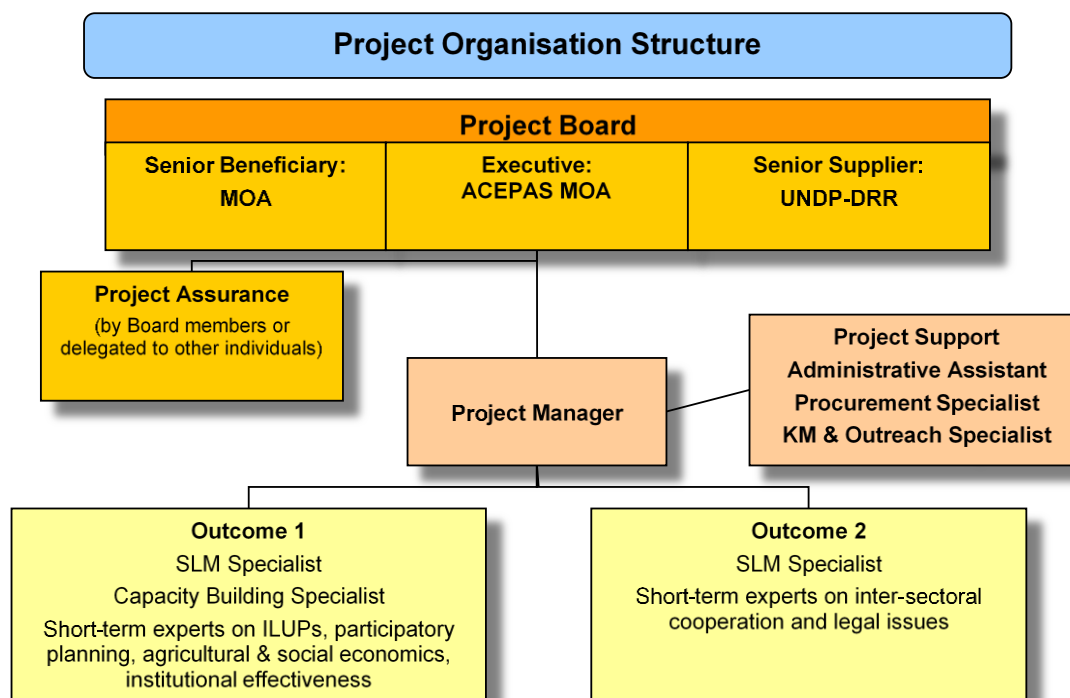 Project Organisation Structure
Project Board
Senior Beneficiary:
MOA
Executive:
ACEPAS MOA
Senior Supplier:
UNDP-DRR
Project Assurance
(by Board members or
delegated to other individuals)
Project Manager
Project Support
Administrative Assistant
Procurement Specialist
KM & Outreach Specialist
Outcome 1
SLM Specialist
Capacity Building Specialist
Short-term experts on ILUPs, participatory
planning, agricultural & social economics,
institutional effectiveness
Outcome 2
SLM Specialist
Short-term experts on inter-sectoral
cooperation and legal issues